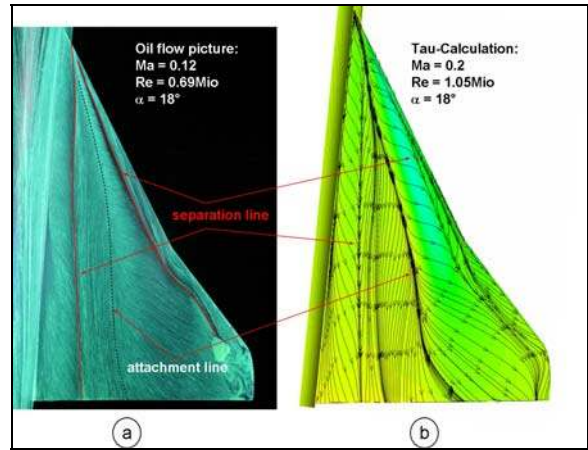 Oil flow picture:
Ma = 0.12
Re = 0.69Mio
α = 18°
Tau-Calculation:
Ma = 0.2
Re = 1.05Mio
α = 18°
separation line
attachment line
a
b